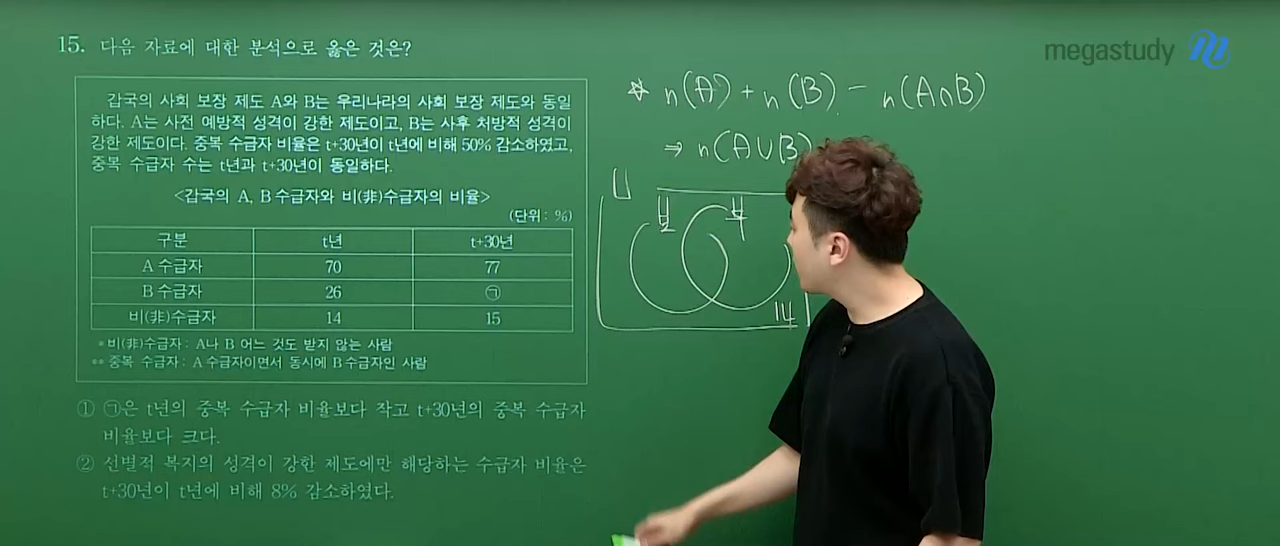 15. 다음 자료에 대한 분석으로 옳은 것은?
갑국의 사회 보장 제도 A와 B는 우리나라의 사회 보장 제도와 동일
하다. A는 사전 예방적 성격이 강한 제도이고, B는 사후 처방적 성격이
강한 제도이다. 중복 수급자 비율은 t+30년이 t년에 비해 50% 감소하였고,
중복 수급자 수는 t년과 t+30년이 동일하다.
<갑국의 A, B 수급자와 비(非)수급자의 비율>
(단위: %)
구분 t년 t+30년
A 수급자 70 77
B 수급자 26 ㉠
비(非)수급자 14 15
* 비(非)수급자: A나 B 어느 것도 받지 않는 사람
** 중복 수급자: A 수급자이면서 동시에 B 수급자인 사람
① ㉠은 t년의 중복 수급자 비율보다 작고 t+30년의 중복 수급자
비율보다 크다.
② 선별적 복지의 성격이 강한 제도에만 해당하는 수급자 비율은
t+30년이 t년에 비해 8% 감소하였다.
megastudy
n(A) + n(B) - n(A∩B)
⇒ n(A∪B)
U
14